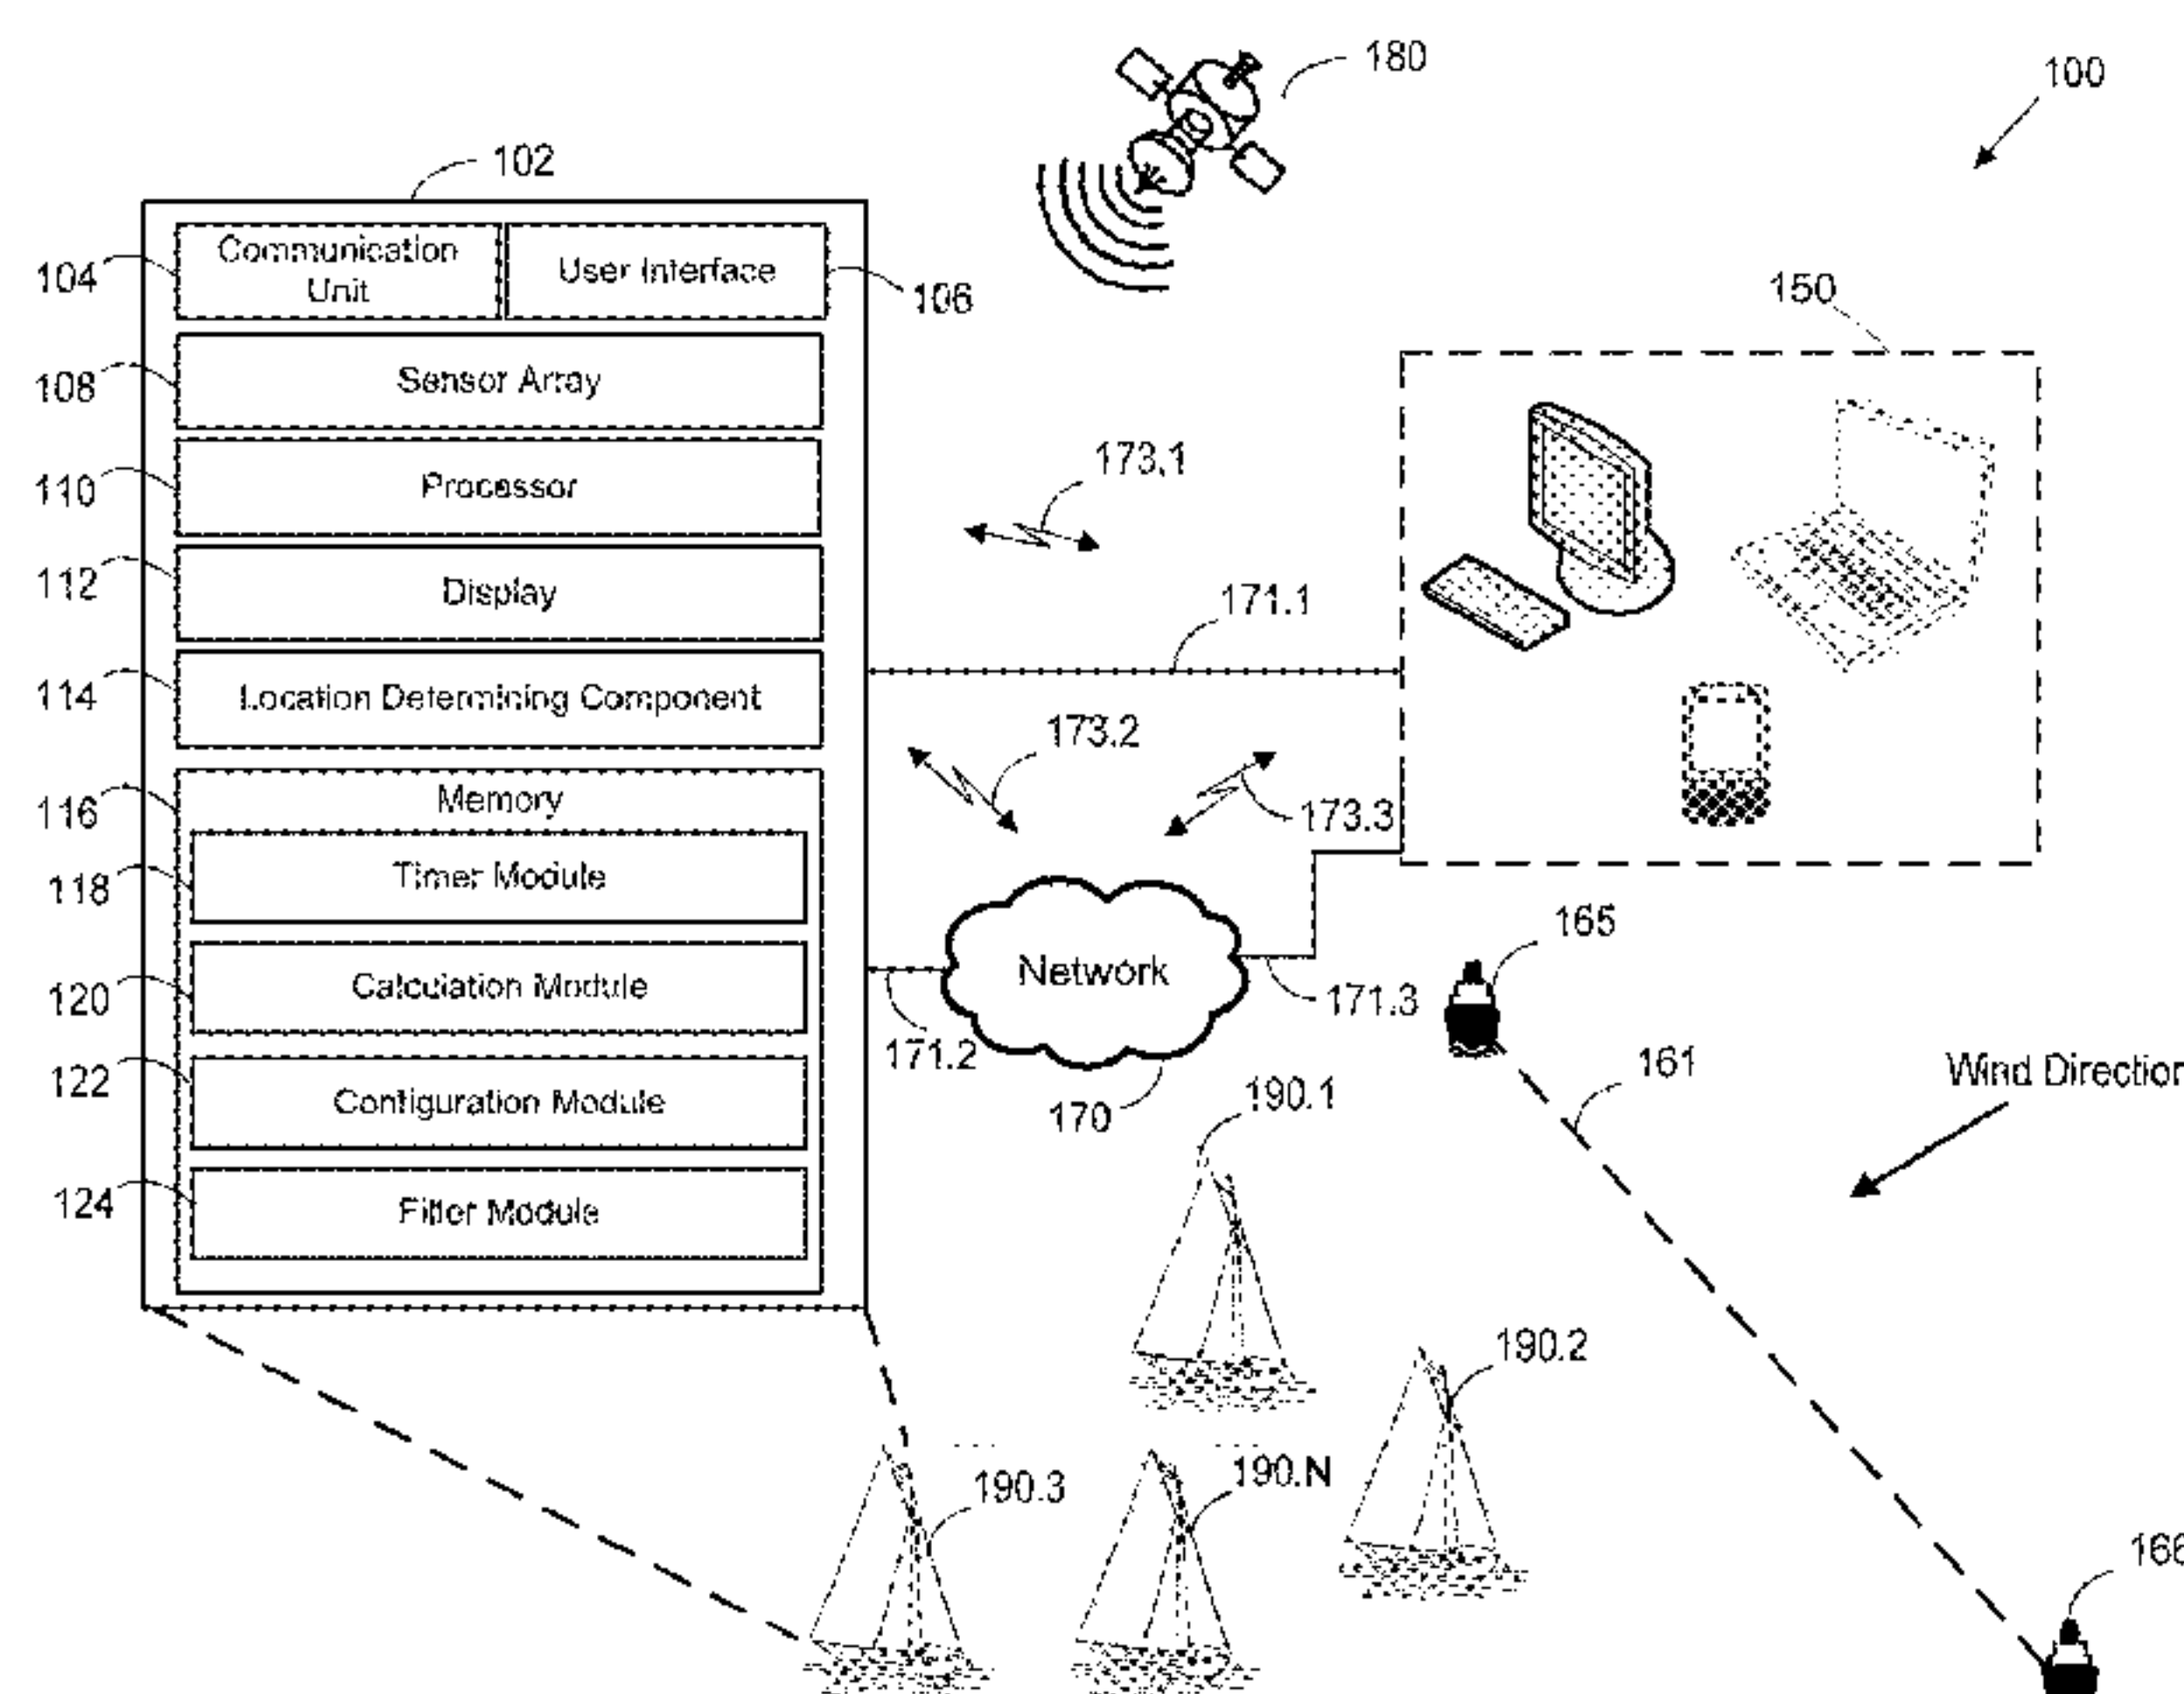 180
100
102
Communication
Unit
User Interface
104
106
150
Sensor Array
108
173.1
Processor
110
Display
112
171.1
Location Determining Component
114
173.2
Memory
116
173.3
Timer Module
118
165
Network
Calculation Module
120
171.3
171.2
161
Wind Direction
122
Configuration Module
170
190.1
124
Filter Module
190.2
190.3
190.N
166